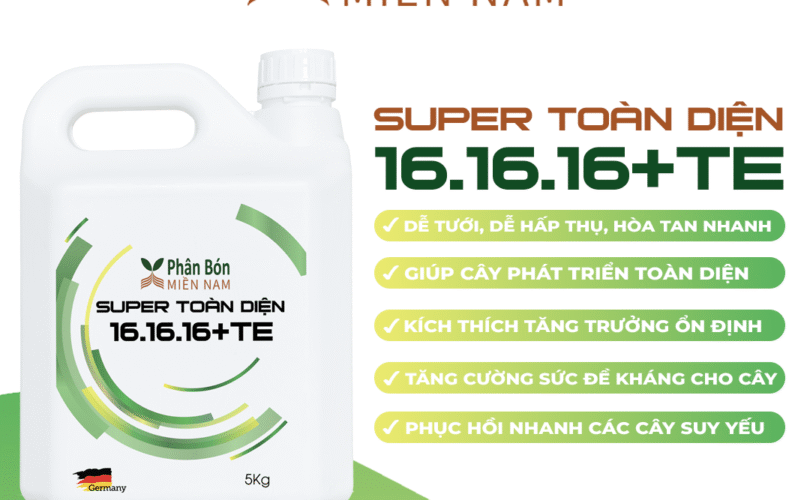 MIỀN NAM
SUPER TOÀN DIỆN
16.16.16+TE
✓ DỄ TƯỚI, DỄ HẤP THỤ, HÒA TAN NHANH
✓ GIÚP CÂY PHÁT TRIỂN TOÀN DIỆN
✓ KÍCH THÍCH TĂNG TRƯỞNG ỔN ĐỊNH
✓ TĂNG CƯỜNG SỨC ĐỀ KHÁNG CHO CÂY
✓ PHỤC HỒI NHANH CÁC CÂY SUY YẾU
Phân Bón
MIỀN NAM
SUPER TOÀN DIỆN
16.16.16+TE
Germany
5Kg